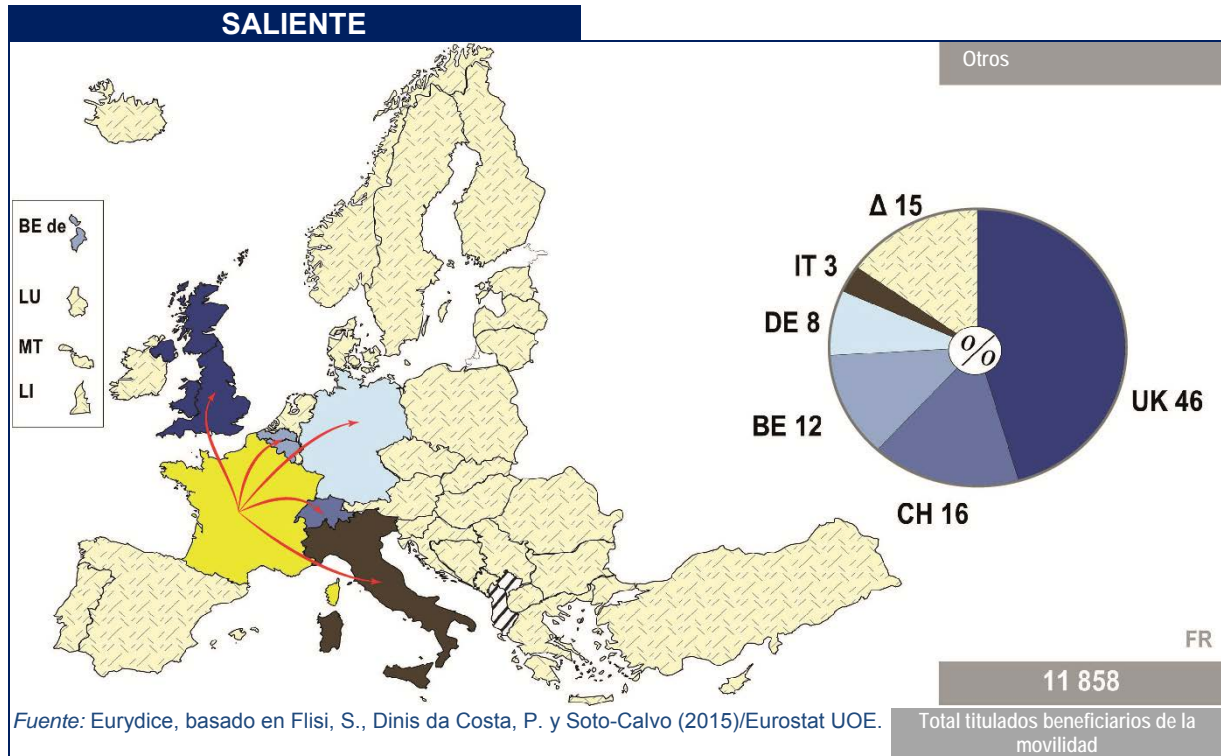 SALIENTE
Otros
BE de
LU
MT
LI
Δ 15
IT 3
DE 8
BE 12
CH 16
UK 46
%
FR
11 858
Total titulados beneficiarios de la
movilidad
Fuente: Eurydice, basado en Flisi, S., Dinis da Costa, P. y Soto-Calvo (2015)/Eurostat UOE.